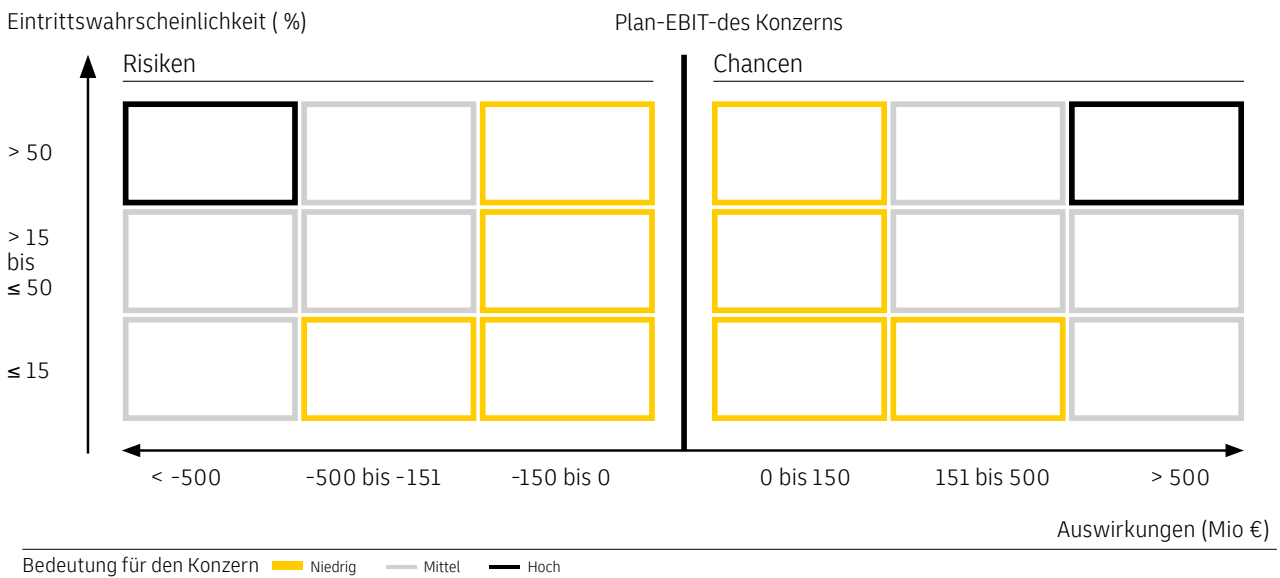 Eintrittswahrscheinlichkeit ( %)
Plan-EBIT-des Konzerns
Risiken
Chancen
> 50
> 15
bis
≤ 50
≤ 15
< -500
-500 bis -151
-150 bis 0
0 bis 150
151 bis 500
> 500
Auswirkungen (Mio €)
Bedeutung für den Konzern Niedrig Mittel Hoch